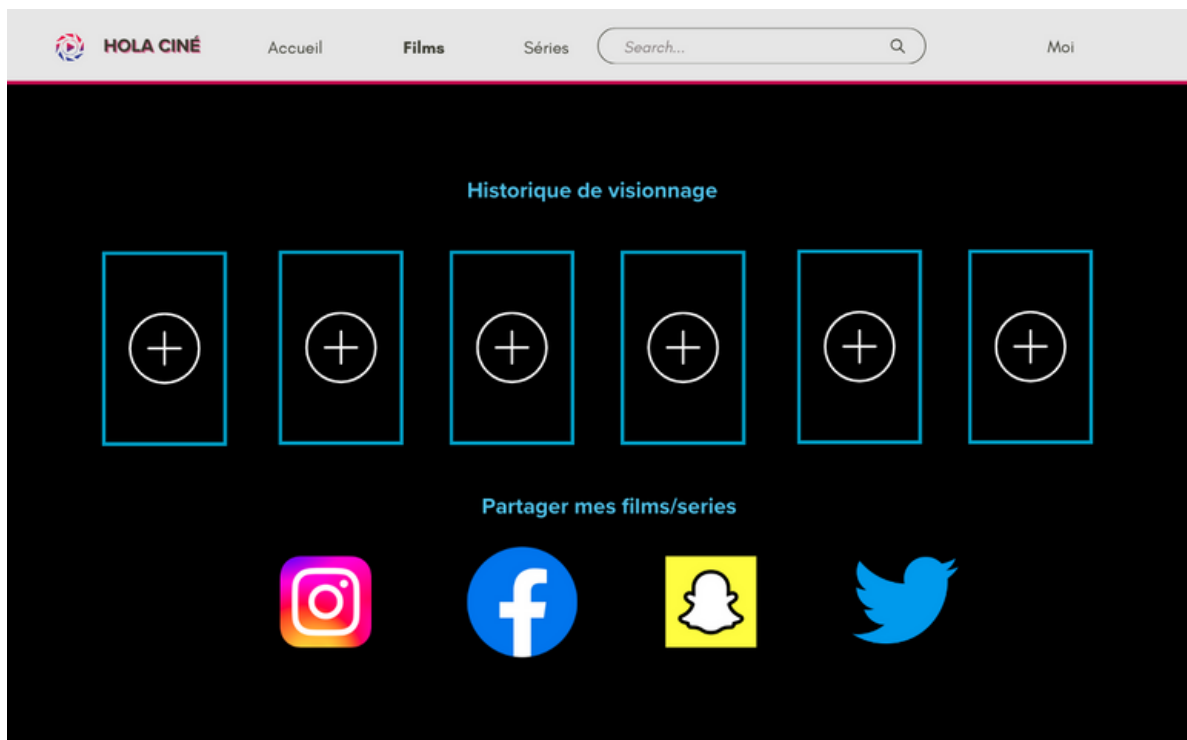 HOLA CINÉ Accueil Films Séries Search... Moi
Historique de visionnage
Partager mes films/series